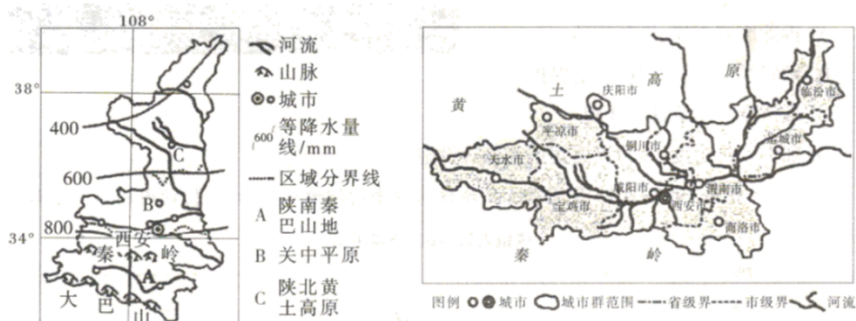 108°
38°
400
C
600
B
800
34°
西安
秦
岭
A
大
巴
山
河流
山脉
城市
600
等降水量
线/mm
区域分界线
A
陕南秦
巴山地
B
关中平原
C
陕北黄
土高原
黄
土
高
原
庆阳市
临汾市
平凉市
铜川市
运城市
天水市
咸阳市
渭南市
宝鸡市
西安市
商洛市
秦
岭
图例
城市
城市群范围
省级界
市级界
河流